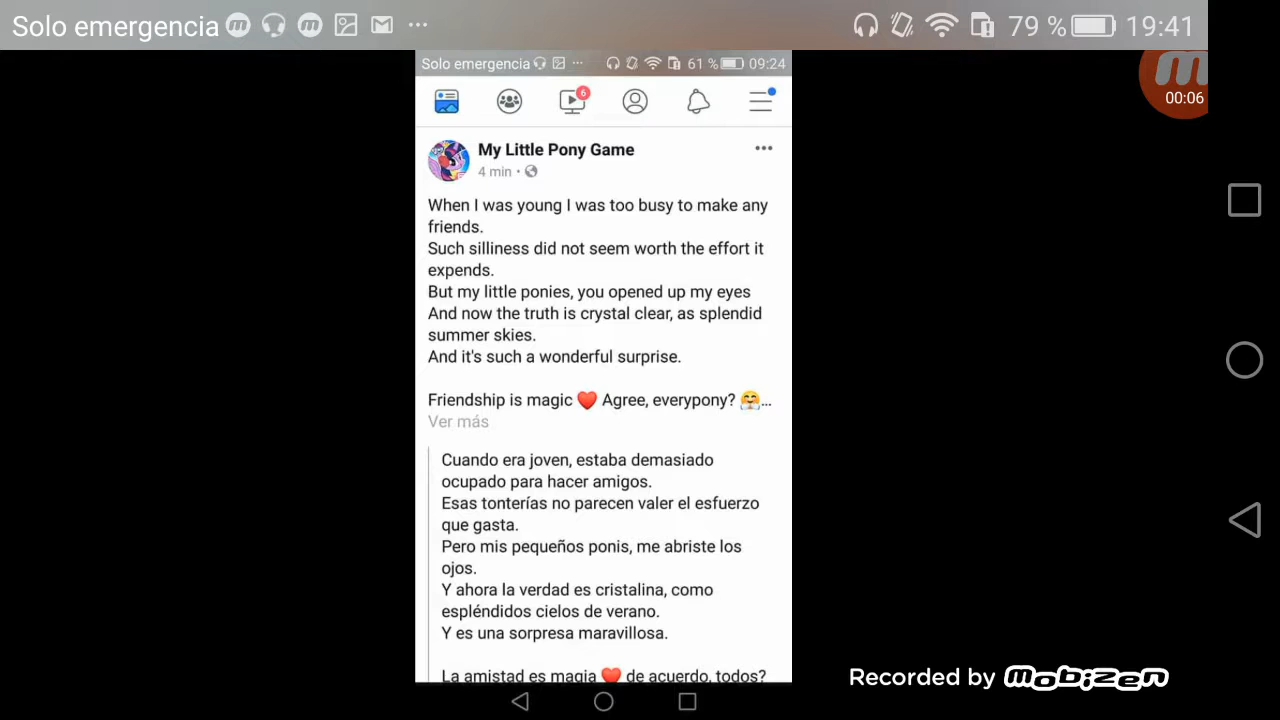 Solo emergencia
79 % 19:41
00:06
Solo emergencia
61 % 09:24
6
My Little Pony Game
4 min
When I was young I was too busy to make any
friends.
Such silliness did not seem worth the effort it
expends.
But my little ponies, you opened up my eyes
And now the truth is crystal clear, as splendid
summer skies.
And it's such a wonderful surprise.
Friendship is magic ❤️ Agree, everypony? 🤗...
Ver más
Cuando era joven, estaba demasiado
ocupado para hacer amigos.
Esas tonterías no parecen valer el esfuerzo
que gasta.
Pero mis pequeños ponis, me abriste los
ojos.
Y ahora la verdad es cristalina, como
espléndidos cielos de verano.
Y es una sorpresa maravillosa.
La amistad es magia ❤️ de acuerdo, todos?
Recorded by mobizen